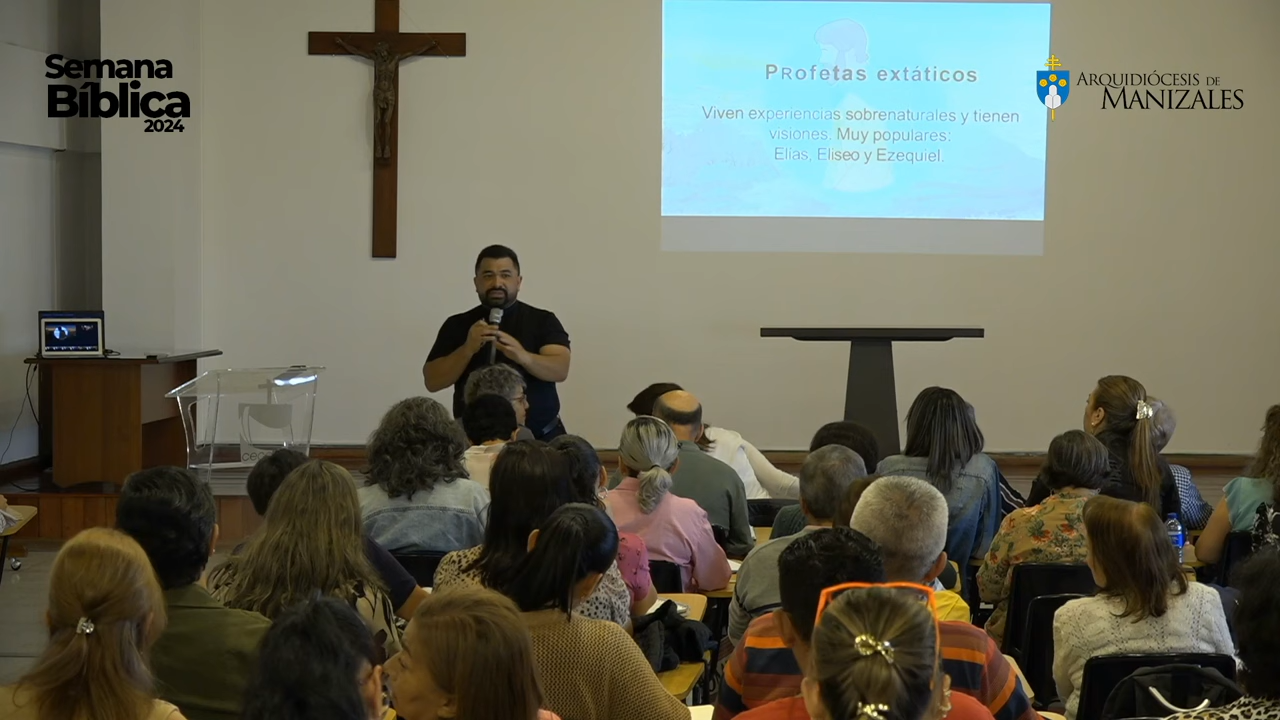 Semana
Bíblica
2024
Profetas extáticos
Viven experiencias sobrenaturales y tienen
visiones. Muy populares:
Elías, Eliseo y Ezequiel.
Arquidiócesis de
Manizales